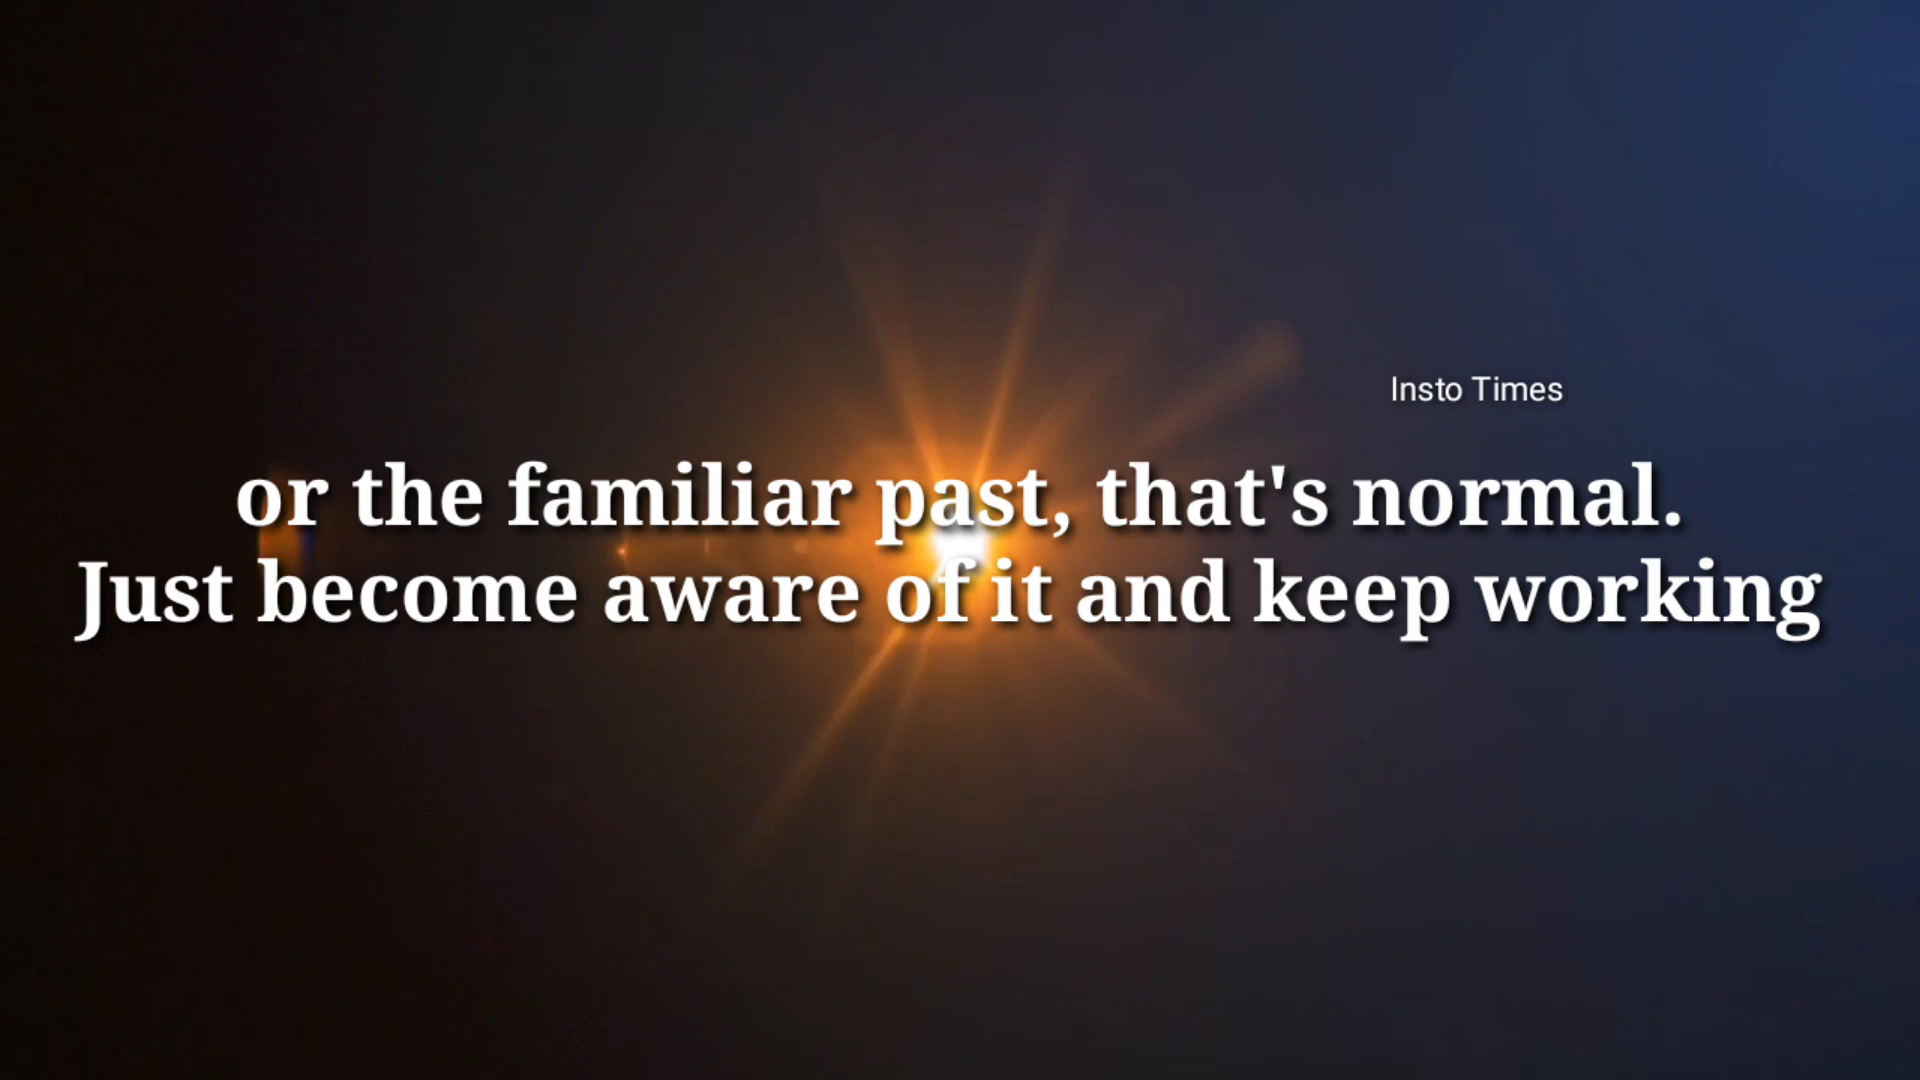 Insto Times
or the familiar past, that's normal.
Just become aware of it and keep working